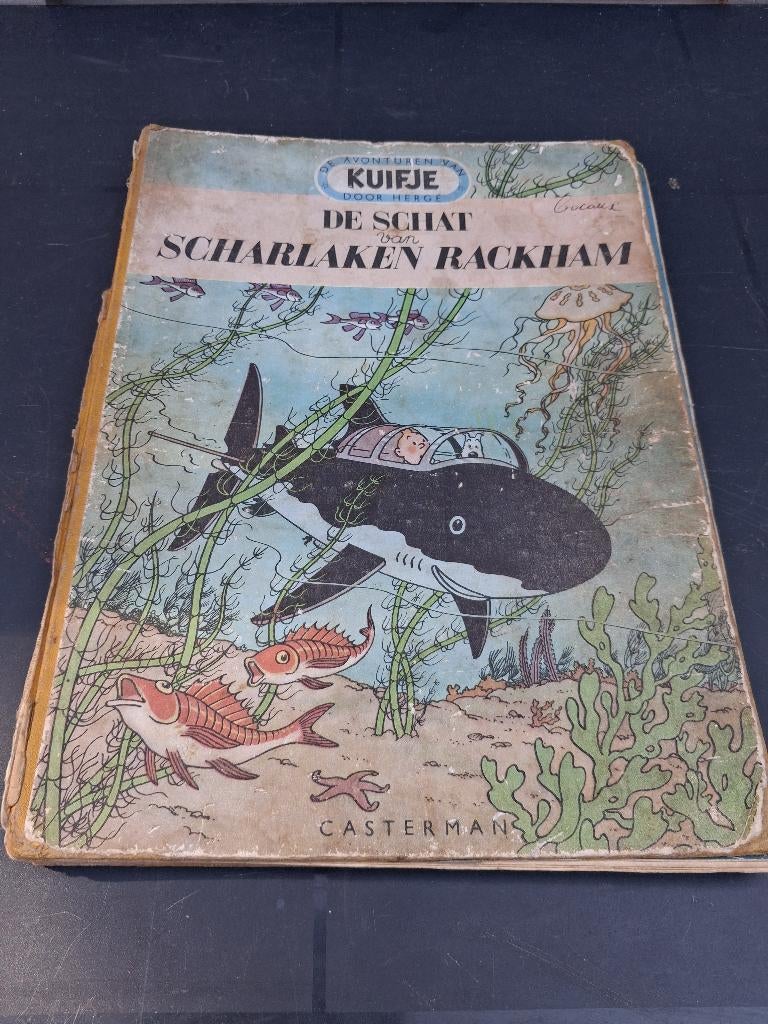 DE AVONTUREN VAN
KUIFJE
DOOR HERGÉ
DE SCHAT
van
SCHARLAKEN RACKHAM
CASTERMAN